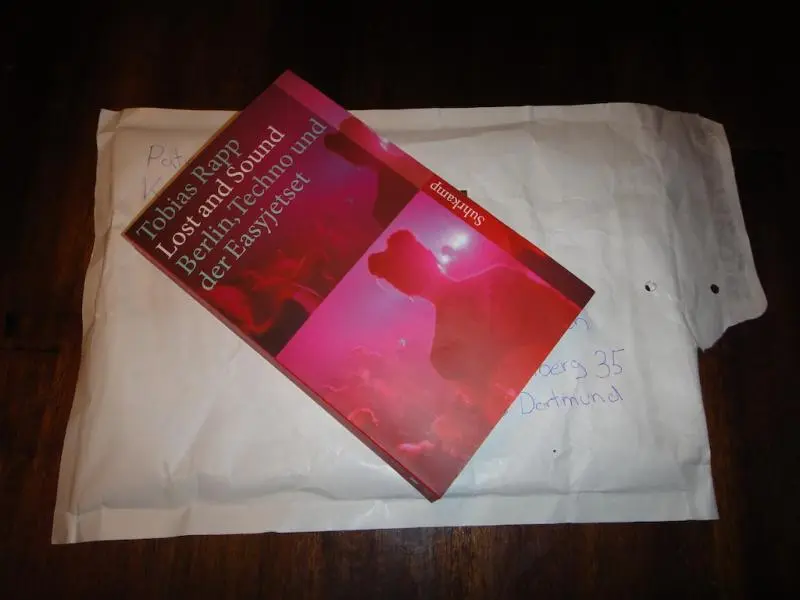 Tobias Rapp
Lost and Sound
Berlin, Techno und
der Easyjetset
Suhrkamp
berg 35
Dortmund